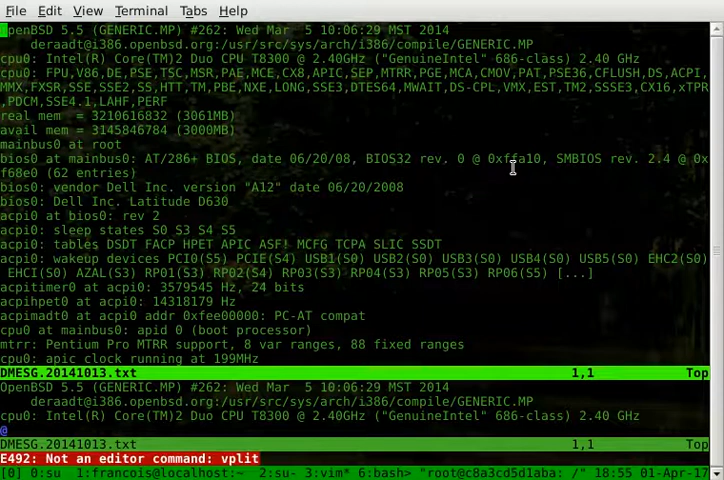 File Edit View Terminal Tabs Help
OpenBSD 5.5 (GENERIC.MP) #262: Wed Mar  5 10:06:29 MST 2014
    deraadt@i386.openbsd.org:/usr/src/sys/arch/i386/compile/GENERIC.MP
cpu0: Intel(R) Core(TM)2 Duo CPU T8300 @ 2.40GHz ("GenuineIntel" 686-class) 2.40 GHz
cpu0: FPU,V86,DE,PSE,TSC,MSR,PAE,MCE,CX8,APIC,SEP,MTRR,PGE,MCA,CMOV,PAT,PSE36,CFLUSH,DS,ACPI,
MMX,FXSR,SSE,SSE2,SS,HTT,TM,PBE,NXE,LONG,SSE3,DTES64,MWAIT,DS-CPL,VMX,EST,TM2,SSSE3,CX16,xTPR
,PDCM,SSE4.1,LAHF,PERF
real mem  = 3210616832 (3061MB)
avail mem = 3145846784 (3000MB)
mainbus0 at root
bios0 at mainbus0: AT/286+ BIOS, date 06/20/08, BIOS32 rev. 0 @ 0xffa10, SMBIOS rev. 2.4 @ 0x
f68e0 (62 entries)
bios0: vendor Dell Inc. version "A12" date 06/20/2008
bios0: Dell Inc. Latitude D630
acpi0 at bios0: rev 2
acpi0: sleep states S0 S3 S4 S5
acpi0: tables DSDT FACP HPET APIC ASF! MCFG TCPA SLIC SSDT
acpi0: wakeup devices PCI0(S5) PCIE(S4) USB1(S0) USB2(S0) USB3(S0) USB4(S0) USB5(S0) EHC2(S0)
 EHCI(S0) AZAL(S3) RP01(S3) RP02(S4) RP03(S3) RP04(S3) RP05(S3) RP06(S5) [...]
acpitimer0 at acpi0: 3579545 Hz, 24 bits
acpihpet0 at acpi0: 14318179 Hz
acpimadt0 at acpi0 addr 0xfee00000: PC-AT compat
cpu0 at mainbus0: apid 0 (boot processor)
mtrr: Pentium Pro MTRR support, 8 var ranges, 88 fixed ranges
cpu0: apic clock running at 199MHz
DMESG.20141013.txt 1,1 Top
OpenBSD 5.5 (GENERIC.MP) #262: Wed Mar  5 10:06:29 MST 2014
    deraadt@i386.openbsd.org:/usr/src/sys/arch/i386/compile/GENERIC.MP
cpu0: Intel(R) Core(TM)2 Duo CPU T8300 @ 2.40GHz ("GenuineIntel" 686-class) 2.40 GHz
@
DMESG.20141013.txt 1,1 Top
E492: Not an editor command: vplit
[0] 0:su  1:francois@localhost:~  2:su- 3:vim* 6:bash> "root@c8a3cd5d1aba: /" 18:55 01-Apr-17